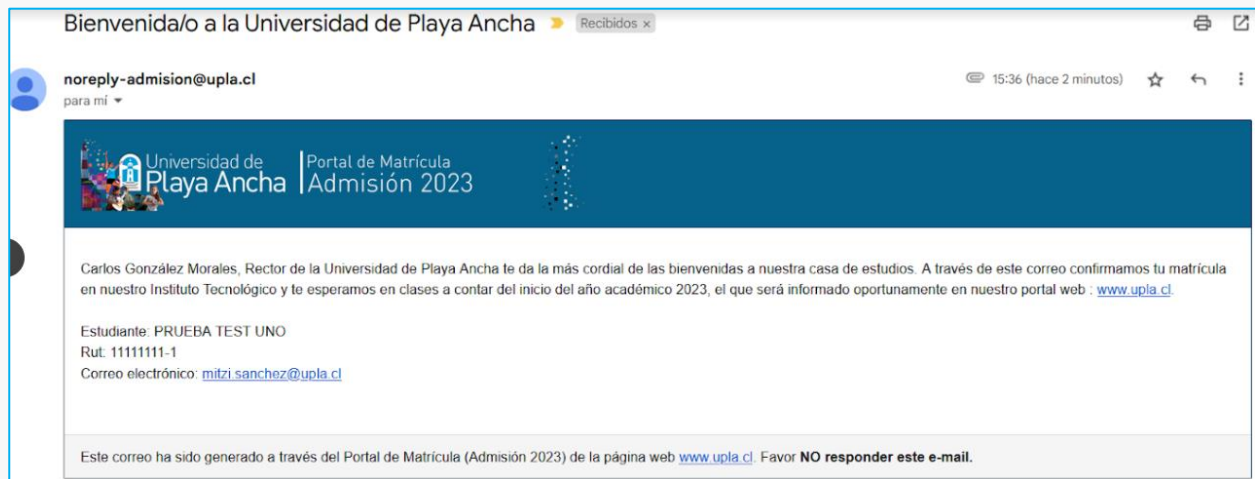 Bienvenida/o a la Universidad de Playa Ancha Recibidos ×
noreply-admision@upla.cl 15:36 (hace 2 minutos)
para mí
Universidad de Playa Ancha
Portal de Matrícula
Admisión 2023
Carlos González Morales, Rector de la Universidad de Playa Ancha te da la más cordial de las bienvenidas a nuestra casa de estudios. A través de este correo confirmamos tu matrícula
en nuestro Instituto Tecnológico y te esperamos en clases a contar del inicio del año académico 2023, el que será informado oportunamente en nuestro portal web : www.upla.cl.
Estudiante: PRUEBA TEST UNO
Rut: 11111111-1
Correo electrónico: mitzi.sanchez@upla.cl
Este correo ha sido generado a través del Portal de Matrícula (Admisión 2023) de la página web www.upla.cl. Favor NO responder este e-mail.